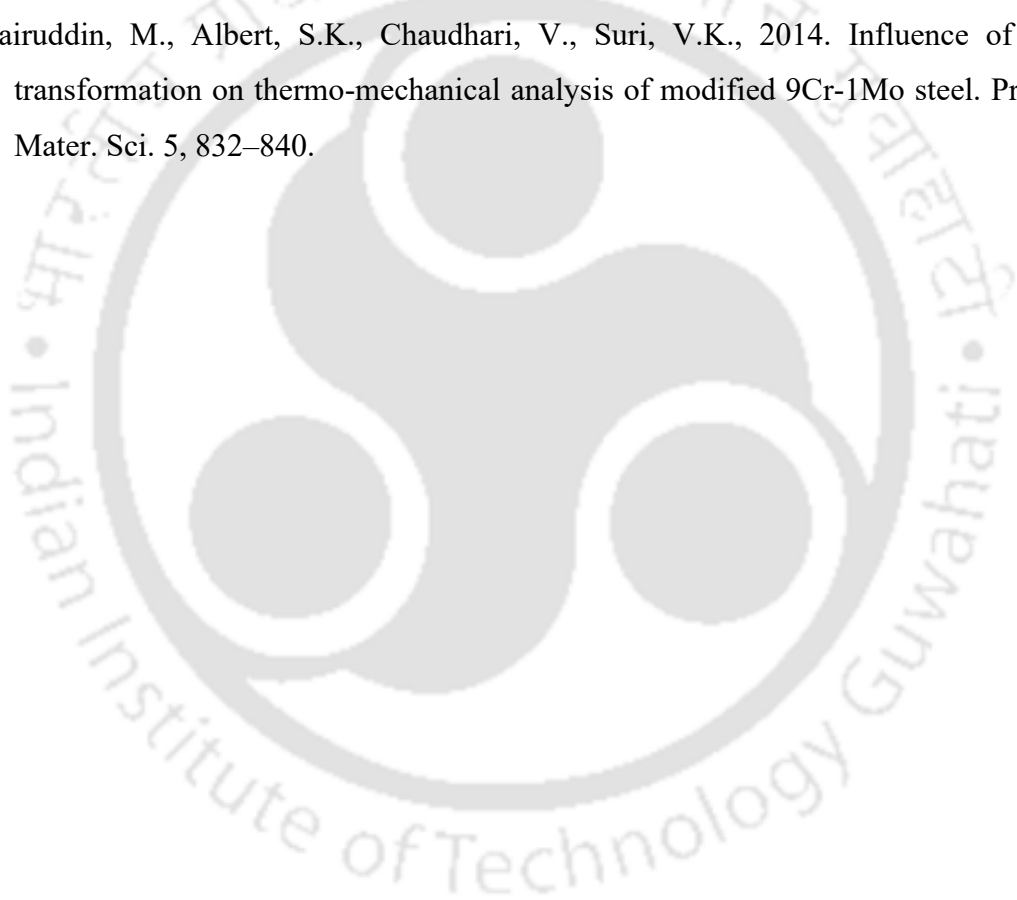 airuddin, M., Albert, S.K., Chaudhari, V., Suri, V.K., 2014. Influence of
transformation on thermo-mechanical analysis of modified 9Cr-1Mo steel. Pr
Mater. Sci. 5, 832–840.
• Indian Institute of Technology Guwahati •